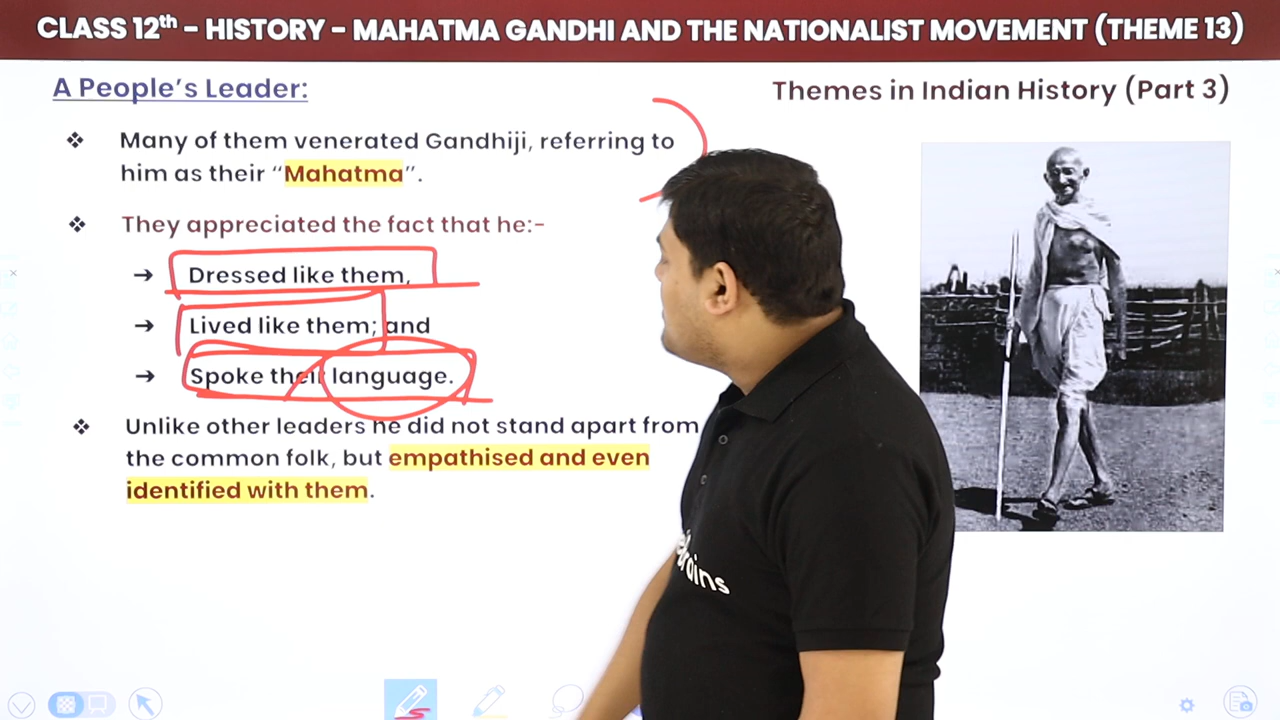 CLASS 12th - HISTORY - MAHATMA GANDHI AND THE NATIONALIST MOVEMENT (THEME 13)
A People's Leader:
Themes in Indian History (Part 3)
❖ Many of them venerated Gandhiji, referring to
him as their “Mahatma”.
❖ They appreciated the fact that he:-
→ Dressed like them,
→ Lived like them; and
→ Spoke their language.
❖ Unlike other leaders he did not stand apart from
the common folk, but empathised and even
identified with them.